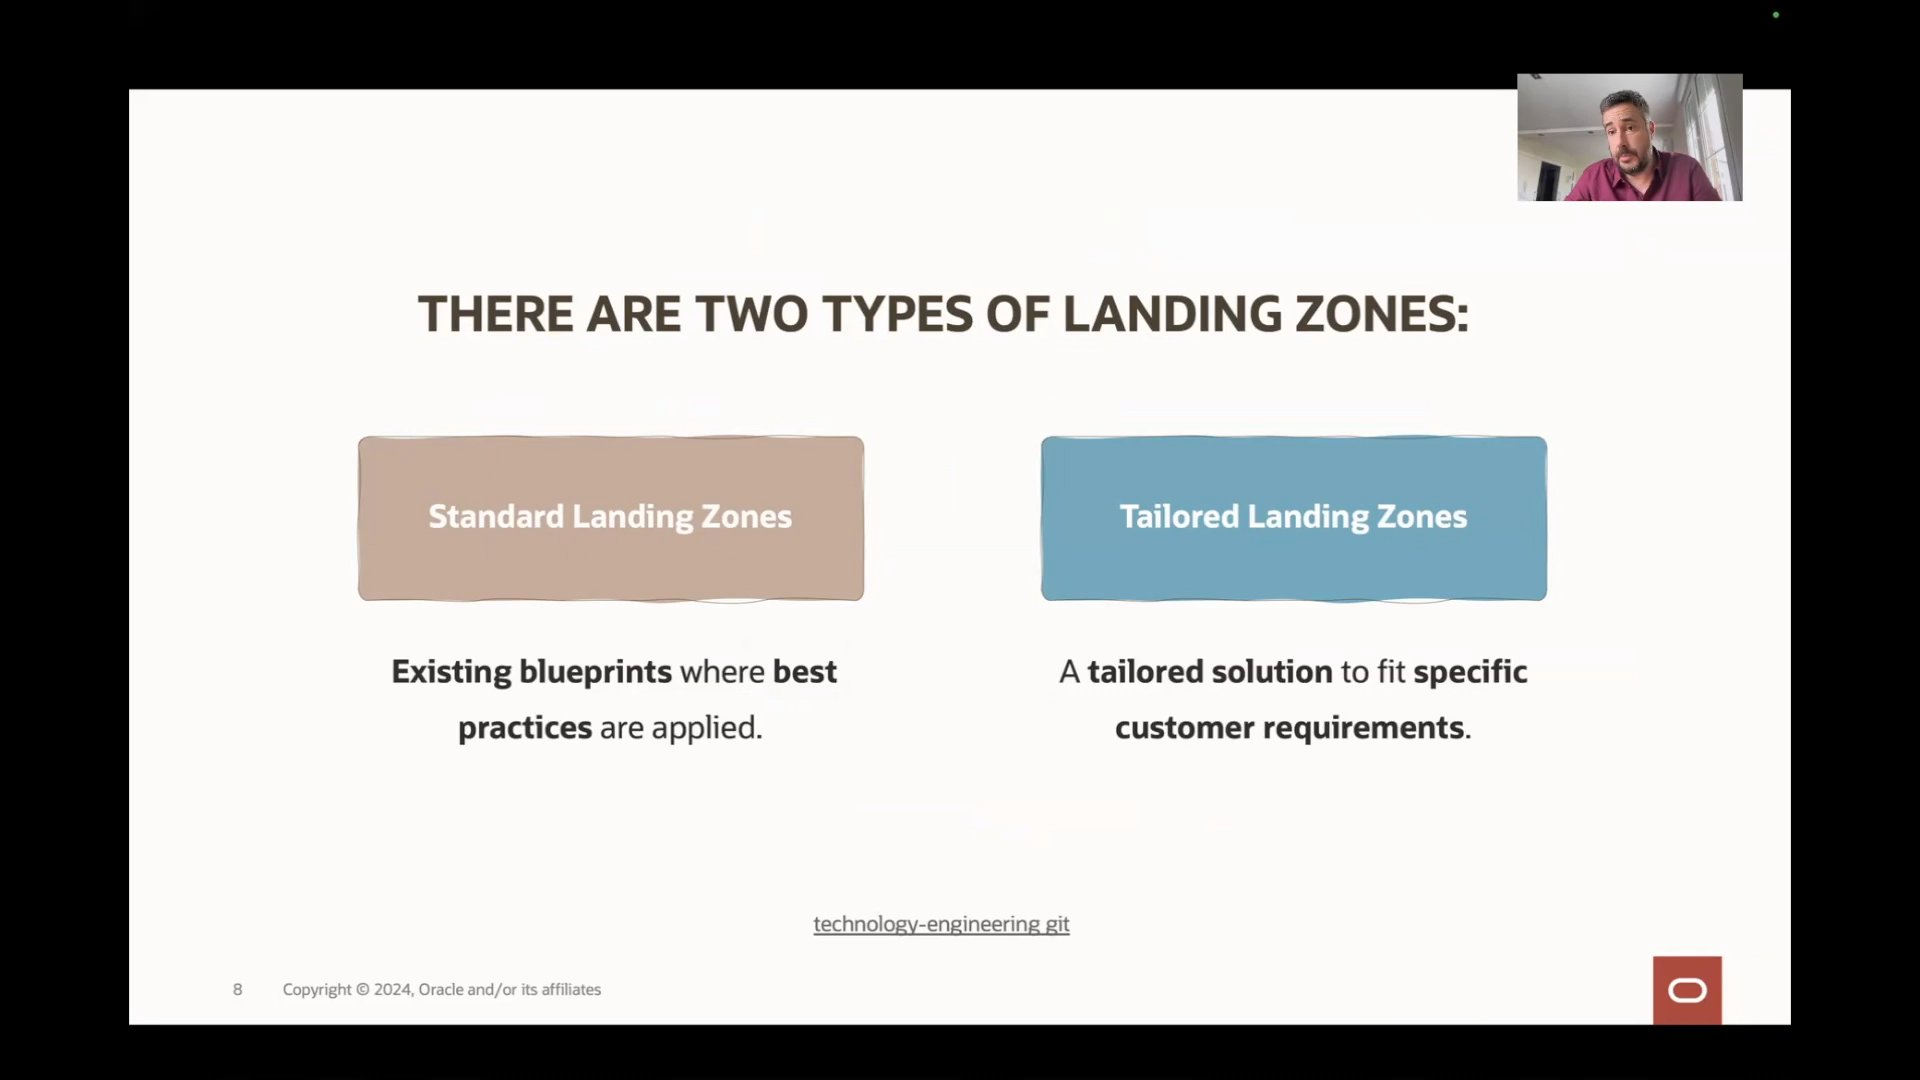 THERE ARE TWO TYPES OF LANDING ZONES:
Standard Landing Zones
Existing blueprints where best
practices are applied.
Tailored Landing Zones
A tailored solution to fit specific
customer requirements.
technology-engineering git
8 Copyright © 2024, Oracle and/or its affiliates